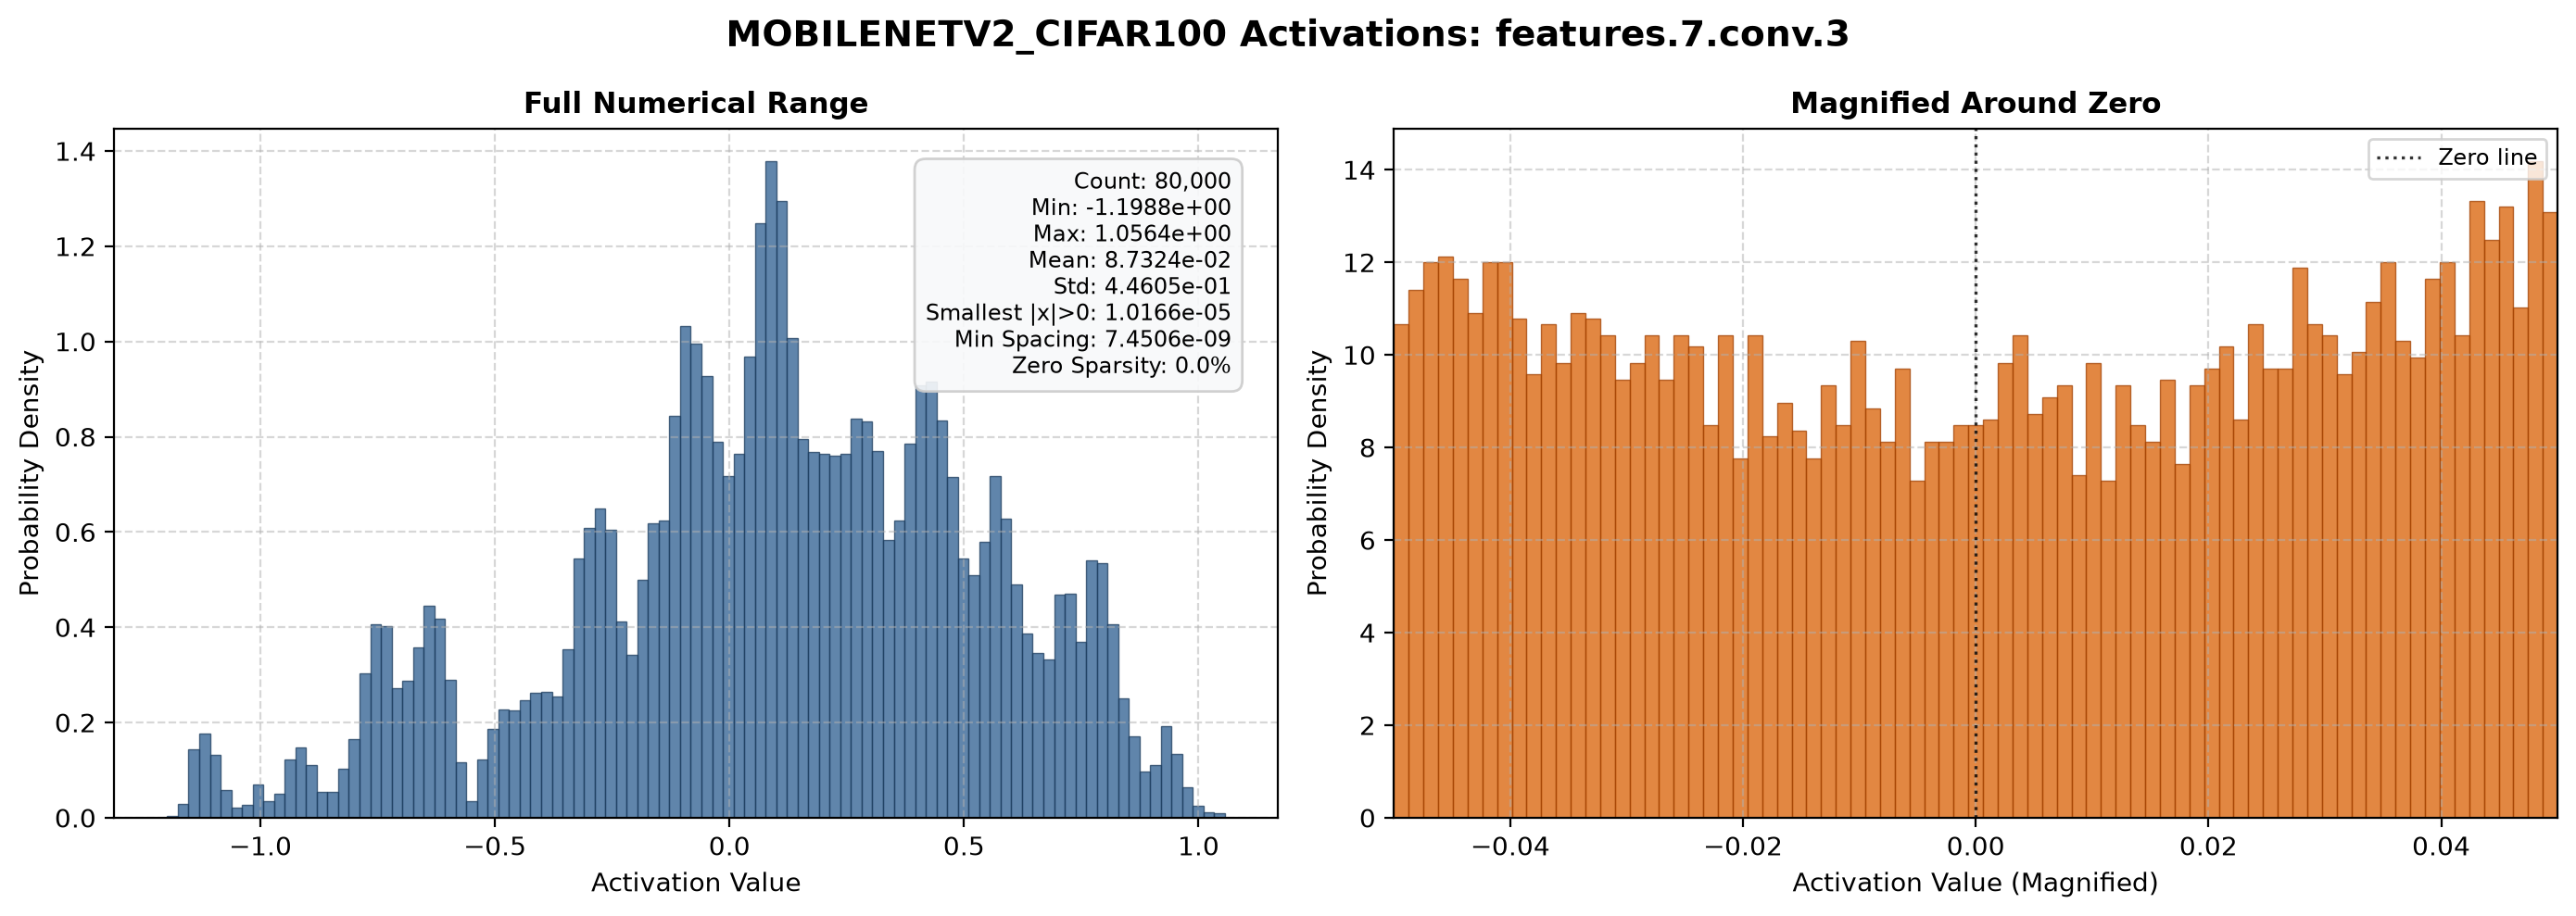 MOBILENETV2_CIFAR100 Activations: features.7.conv.3
Full Numerical Range
Probability Density
1.4
1.2
1.0
0.8
0.6
0.4
0.2
0.0
Count: 80,000
Min: -1.1988e+00
Max: 1.0564e+00
Mean: 8.7324e-02
Std: 4.4605e-01
Smallest |x|>0: 1.0166e-05
Min Spacing: 7.4506e-09
Zero Sparsity: 0.0%
−1.0 −0.5 0.0 0.5 1.0
Activation Value
Magnified Around Zero
Probability Density
14
12
10
8
6
4
2
0
Zero line
−0.04 −0.02 0.00 0.02 0.04
Activation Value (Magnified)